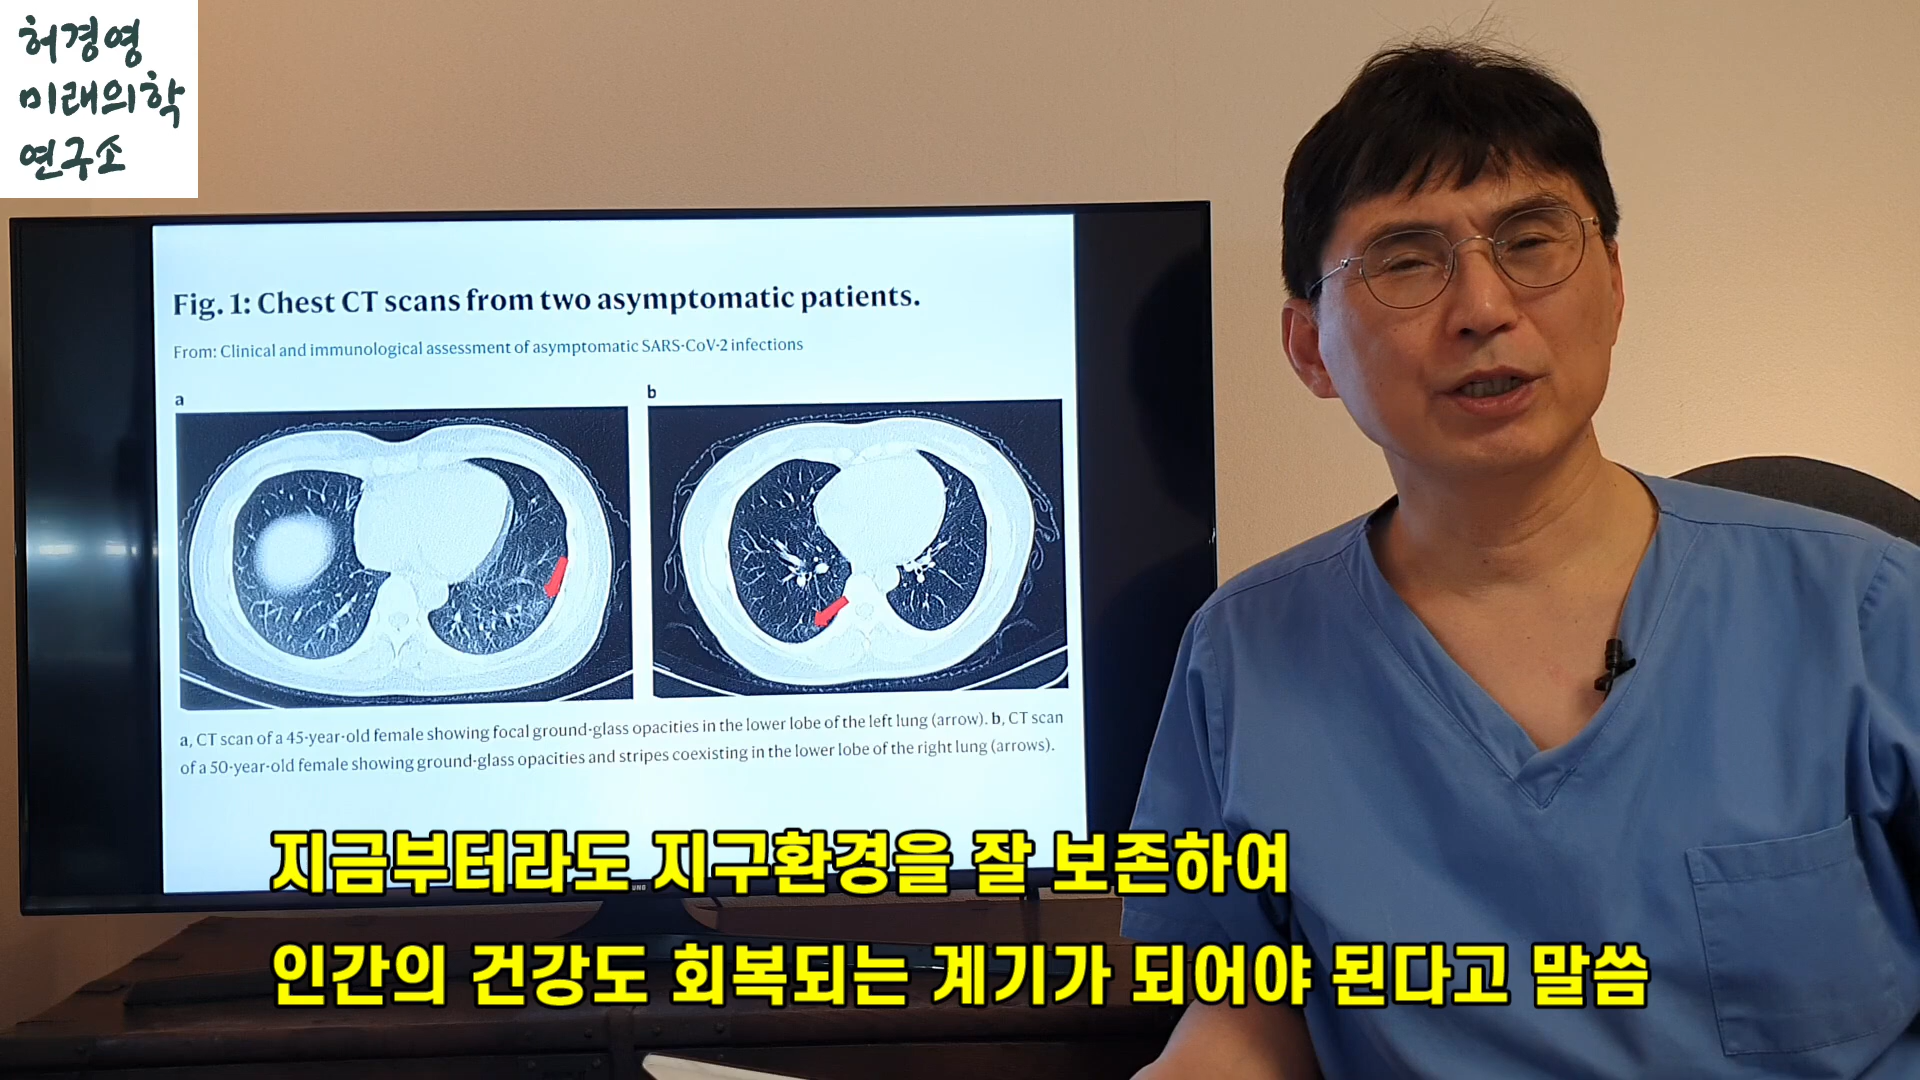 허경영
미래의학
연구소
Fig. 1: Chest CT scans from two asymptomatic patients.
From: Clinical and immunological assessment of asymptomatic SARS-CoV-2 infections
a
b
a, CT scan of a 45-year-old female showing focal ground-glass opacities in the lower lobe of the left lung (arrow). b, CT scan
of a 50-year-old female showing ground-glass opacities and stripes coexisting in the lower lobe of the right lung (arrows).
지금부터라도 지구환경을 잘 보존하여
인간의 건강도 회복되는 계기가 되어야 된다고 말씀